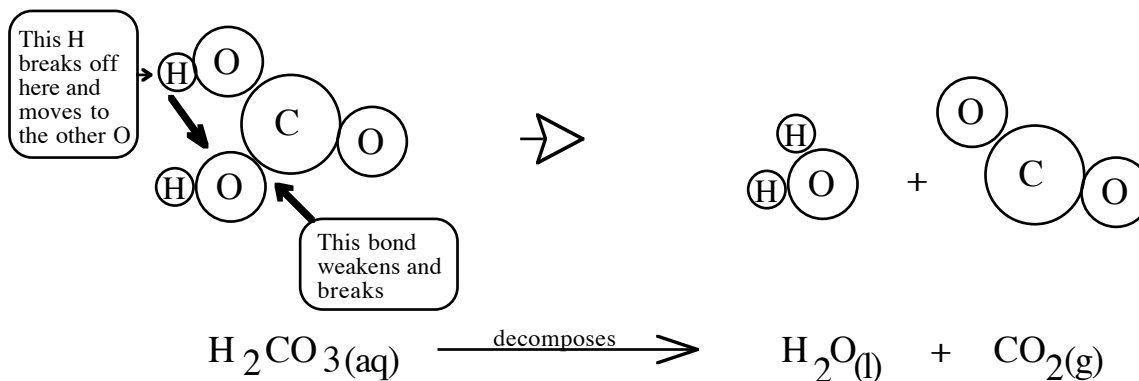 This H
breaks off
here and
moves to
the other O
H O
C
O
H O
This bond
weakens and
breaks
H
H O
+
O
C
O
H2CO3(aq) decomposes H2O(l) + CO2(g)